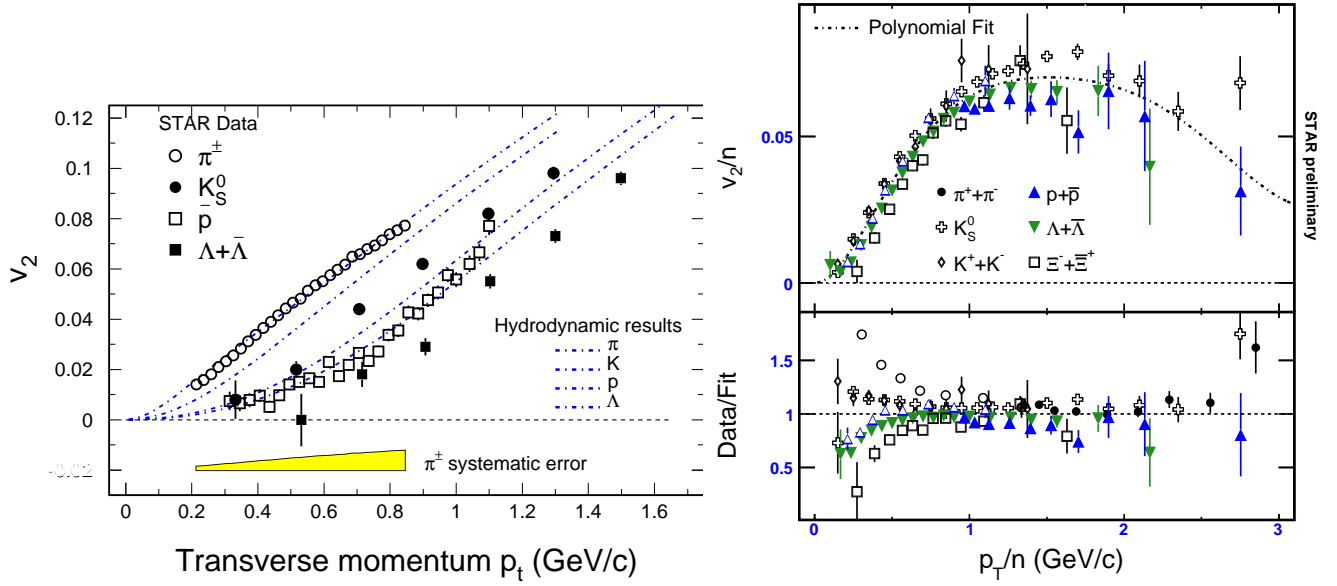 0.12
0.1
0.08
0.06
0.04
0.02
0
-0.02
v₂
STAR Data
π±
K⁰S
p̄
Λ+Λ̄
Hydrodynamic results
π
K
p
Λ
π± systematic error
0 0.2 0.4 0.6 0.8 1 1.2 1.4 1.6
Transverse momentum pₜ (GeV/c)
Polynomial Fit
0.05
0
v₂/n
π⁺+π⁻
K⁰S
K⁺+K⁻
p+p̄
Λ+Λ̄
Ξ⁻+Ξ̄⁺
STAR preliminary
1.5
1
0.5
Data/Fit
0 1 2 3
p_T/n (GeV/c)